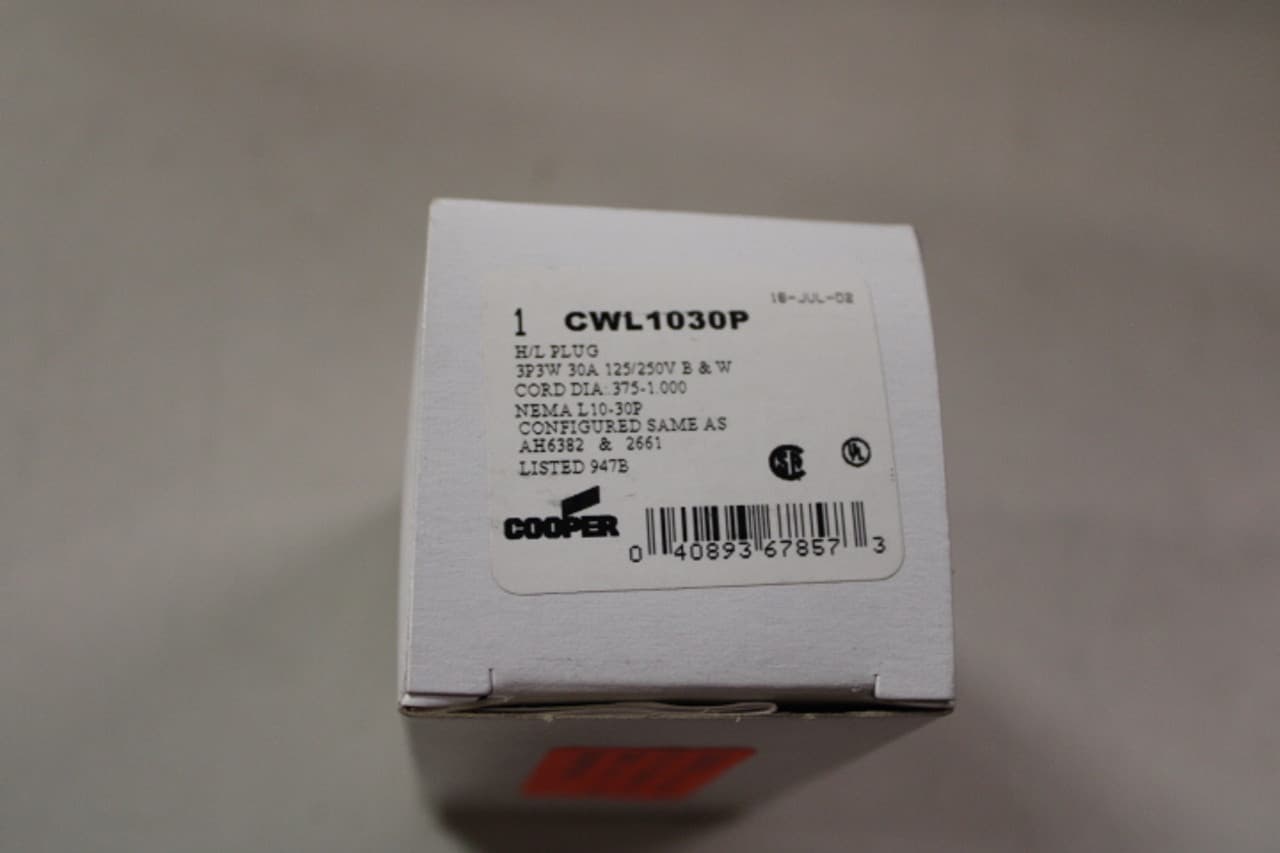 18-JUL-02
1 CWL1030P
H/L PLUG
3P3W 30A 125/250V B & W
CORD DIA: .375-1.000
NEMA L10-30P
CONFIGURED SAME AS
AH6382 & 2661
LISTED 947B
COOPER
0 40893 67857 3